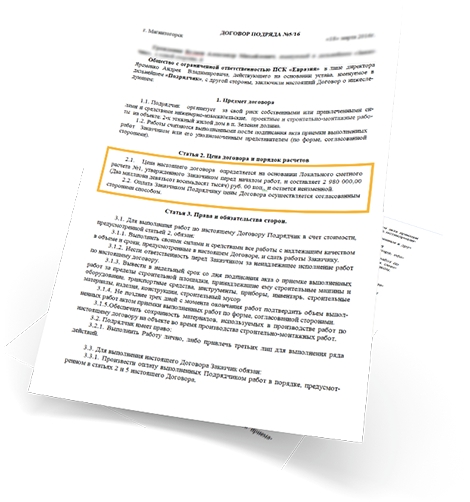 г. Магнитогорск ДОГОВОР ПОДРЯДА №5/16
Общество с ограниченной ответственностью ПСК «Евразия» в лице директора
Яременко Андрея Владимировича, действующего на основании устава, именуемое в
дальнейшем «Подрядчик», с другой стороны, заключили настоящий Договор о нижесле-
дующем:
1. Предмет договора
1.1. Подрядчик организует за свой риск собственными или привлеченными си-
лами и средствами инженерно-изыскательские, проектные и строительно-монтажные рабо-
ты на объекте 2-х этажный жилой дом в п. Зеленая долина.
1.2. Работы считаются выполненными после подписания акта приемки выполненных
работ Заказчиком или его уполномоченным представителем (по форме, согласованной
сторонами).
Статья 2. Цена договора и порядок расчетов
2.1. Цена настоящего договора определяется на основании Локального сметного
расчета №1, утвержденного Заказчиком перед началом работ, и составляет 2 980 000,00
(Два миллиона девятьсот восемьдесят тысяч) руб. 00 коп., и остается неизменной.
2.2. Оплата Заказчиком Подрядчику цены Договора осуществляется согласованным
сторонами способом.
Статья 3. Права и обязательства сторон.
3.1. Для выполнения работ по настоящему Договору Подрядчик в счет стоимости,
предусмотренной статьей 2, обязан:
3.1.1. Выполнить своими силами и средствами все работы с надлежащим качеством
в объеме и сроки, предусмотренные в настоящем Договоре, и сдать работы Заказчику.
3.1.2. Нести ответственность перед Заказчиком за ненадлежащее исполнение работ
по настоящему договору.
3.1.3. Вывезти в недельный срок со дня подписания акта о приемке выполненных
работ за пределы строительной площадки, принадлежащие ему строительные машины и
оборудование, транспортные средства, инструменты, приборы, инвентарь, строительные
материалы, изделия, конструкции, строительный мусор
3.1.4. Не позднее трех дней с момента окончания работ подтвердить объем выпол-
ненных работ актом приемки выполненных работ по форме, согласованной сторонами.
3.1.5. Обеспечить сохранность материалов, используемых в производстве работ по
настоящему договору на объекте во время производства строительно-монтажных работ.
3.2. Подрядчик имеет право:
3.2.1. Выполнять Работу лично, либо привлечь третьих лиц для выполнения ряда
действий.
3.3. Для выполнения настоящего Договора Заказчик обязан:
3.3.1. Произвести оплату выполненных Подрядчиком работ в порядке, предусмот-
ренном в статьях 2 и 5 настоящего Договора.